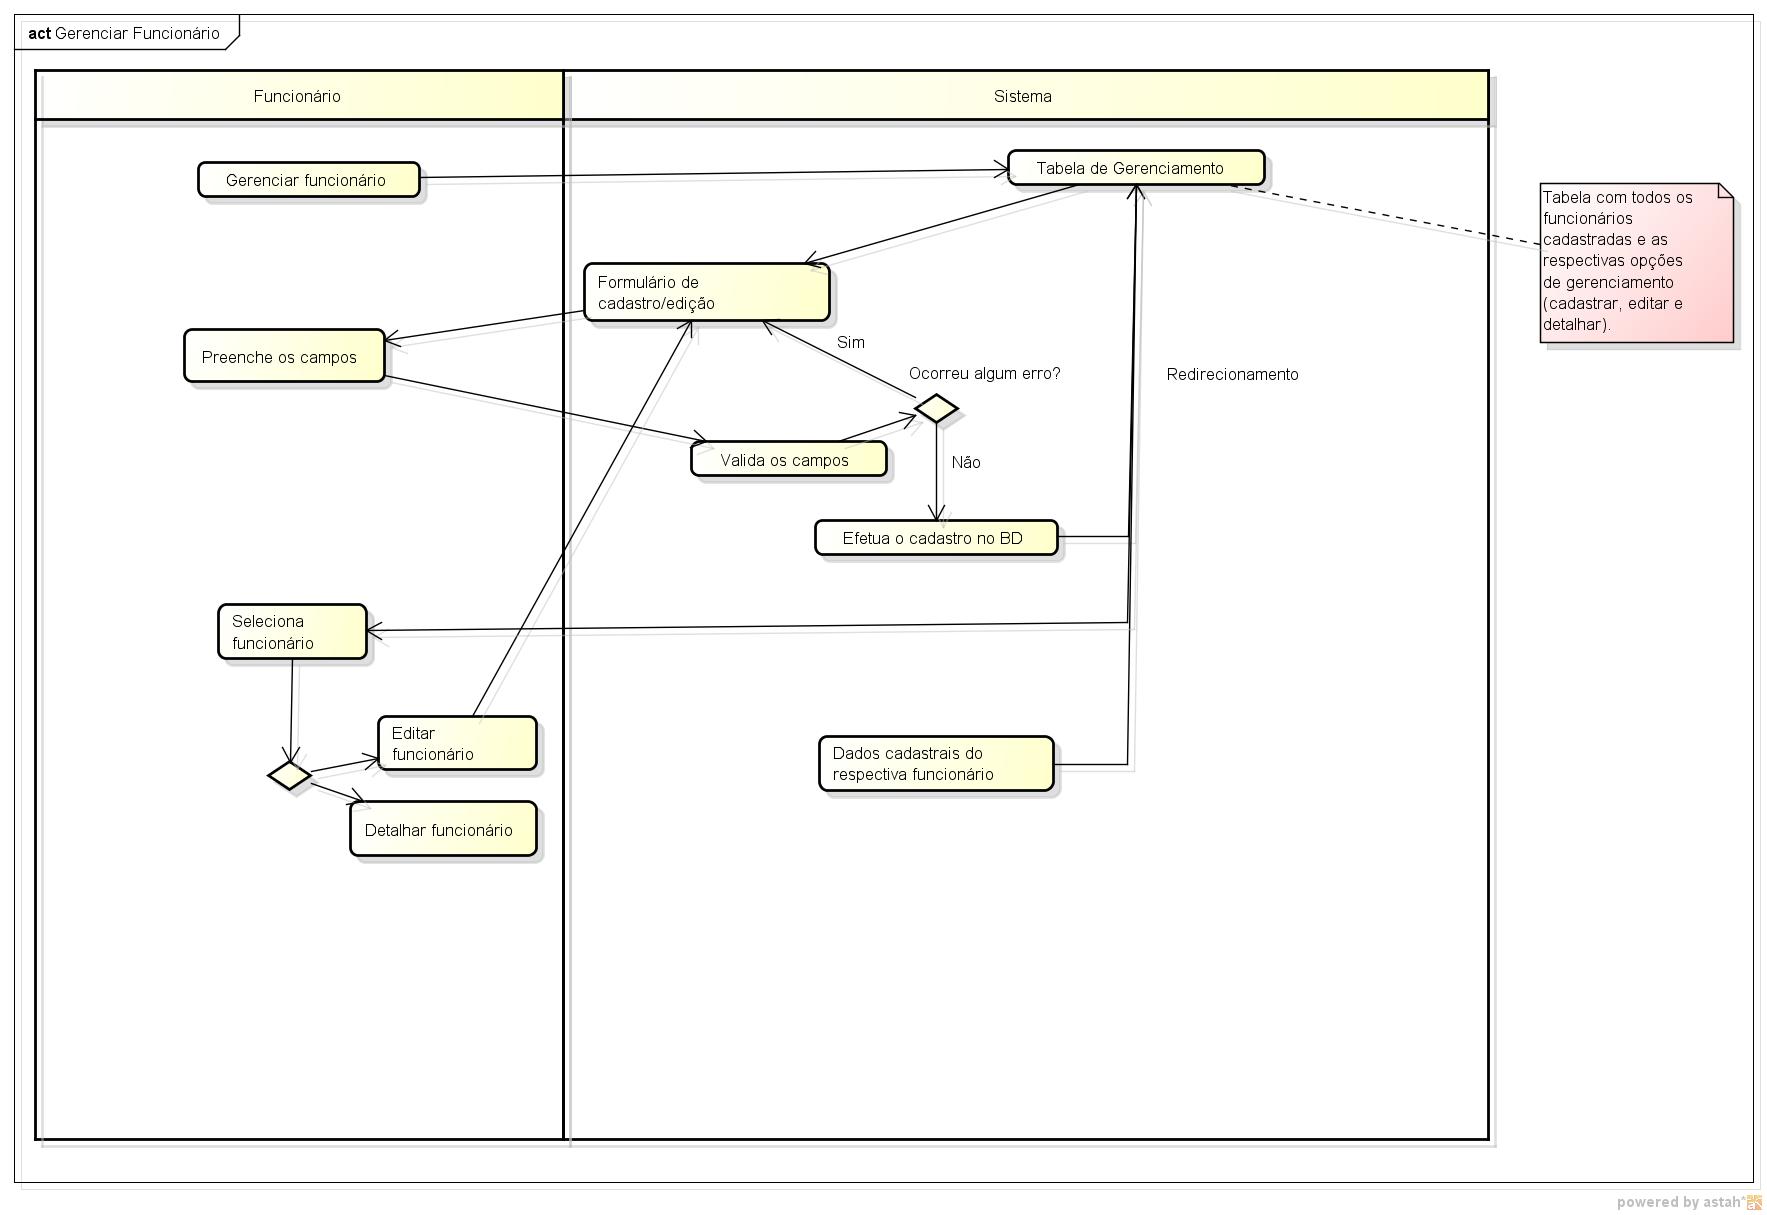 act Gerenciar Funcionário
Funcionário
Sistema
Gerenciar funcionário
Tabela de Gerenciamento
Tabela com todos os
funcionários
cadastradas e as
respectivas opções
de gerenciamento
(cadastrar, editar e
detalhar).
Formulário de
cadastro/edição
Preenche os campos
Sim
Ocorreu algum erro?
Redirecionamento
Valida os campos
Não
Efetua o cadastro no BD
Seleciona
funcionário
Editar
funcionário
Dados cadastrais do
respectiva funcionário
Detalhar funcionário
powered by astah*